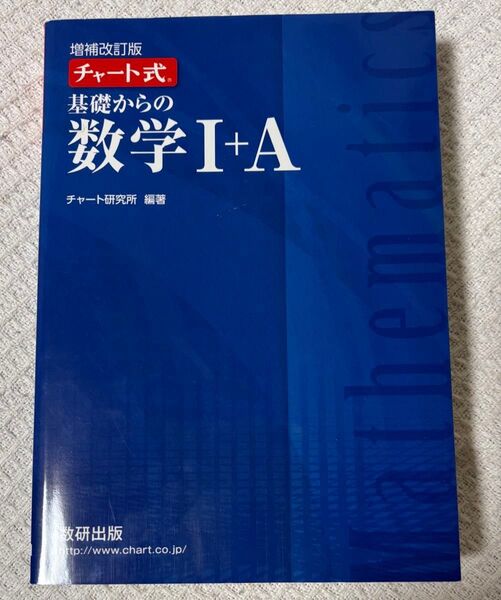 増補改訂版
チャート式®
基礎からの
数学 I+A
チャート研究所 編著
Mathematics
数研出版
http://www.chart.co.jp/